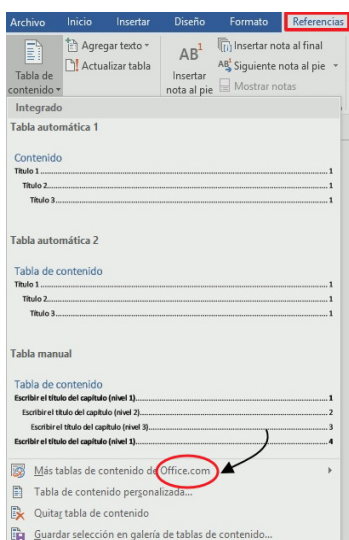 Archivo Inicio Insertar Diseño Formato Referencias
Tabla de contenido
Agregar texto
Actualizar tabla
AB1
Insertar nota al pie
Insertar nota al final
AB1 Siguiente nota al pie
Mostrar notas
Integrado
Tabla automática 1
Contenido
Título 1 1
Título 2 1
Título 3 1
Tabla automática 2
Tabla de contenido
Título 1 1
Título 2 1
Título 3 1
Tabla manual
Tabla de contenido
Escribir el título del capítulo (nivel 1) 1
Escribir el título del capítulo (nivel 2) 2
Escribir el título del capítulo (nivel 3) 3
Escribir el título del capítulo (nivel 1) 4
Más tablas de contenido de Office.com
Tabla de contenido personalizada...
Quitar tabla de contenido
Guardar selección en galería de tablas de contenido...